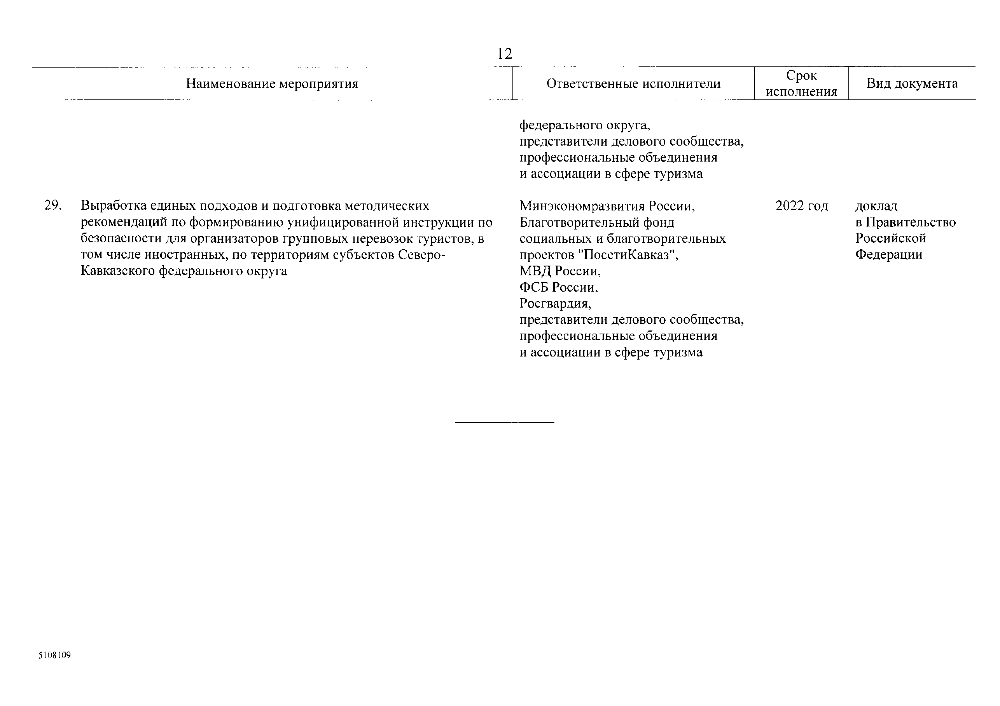 12
Наименование мероприятия
Ответственные исполнители
Срок
исполнения
Вид документа
федерального округа,
представители делового сообщества,
профессиональные объединения
и ассоциации в сфере туризма
29. Выработка единых подходов и подготовка методических
рекомендаций по формированию унифицированной инструкции по
безопасности для организаторов групповых перевозок туристов, в
том числе иностранных, по территориям субъектов Северо-
Кавказского федерального округа
Минэкономразвития России,
Благотворительный фонд
социальных и благотворительных
проектов "ПосетиКавказ",
МВД России,
ФСБ России,
Росгвардия,
представители делового сообщества,
профессиональные объединения
и ассоциации в сфере туризма
2022 год
доклад
в Правительство
Российской
Федерации
5108109